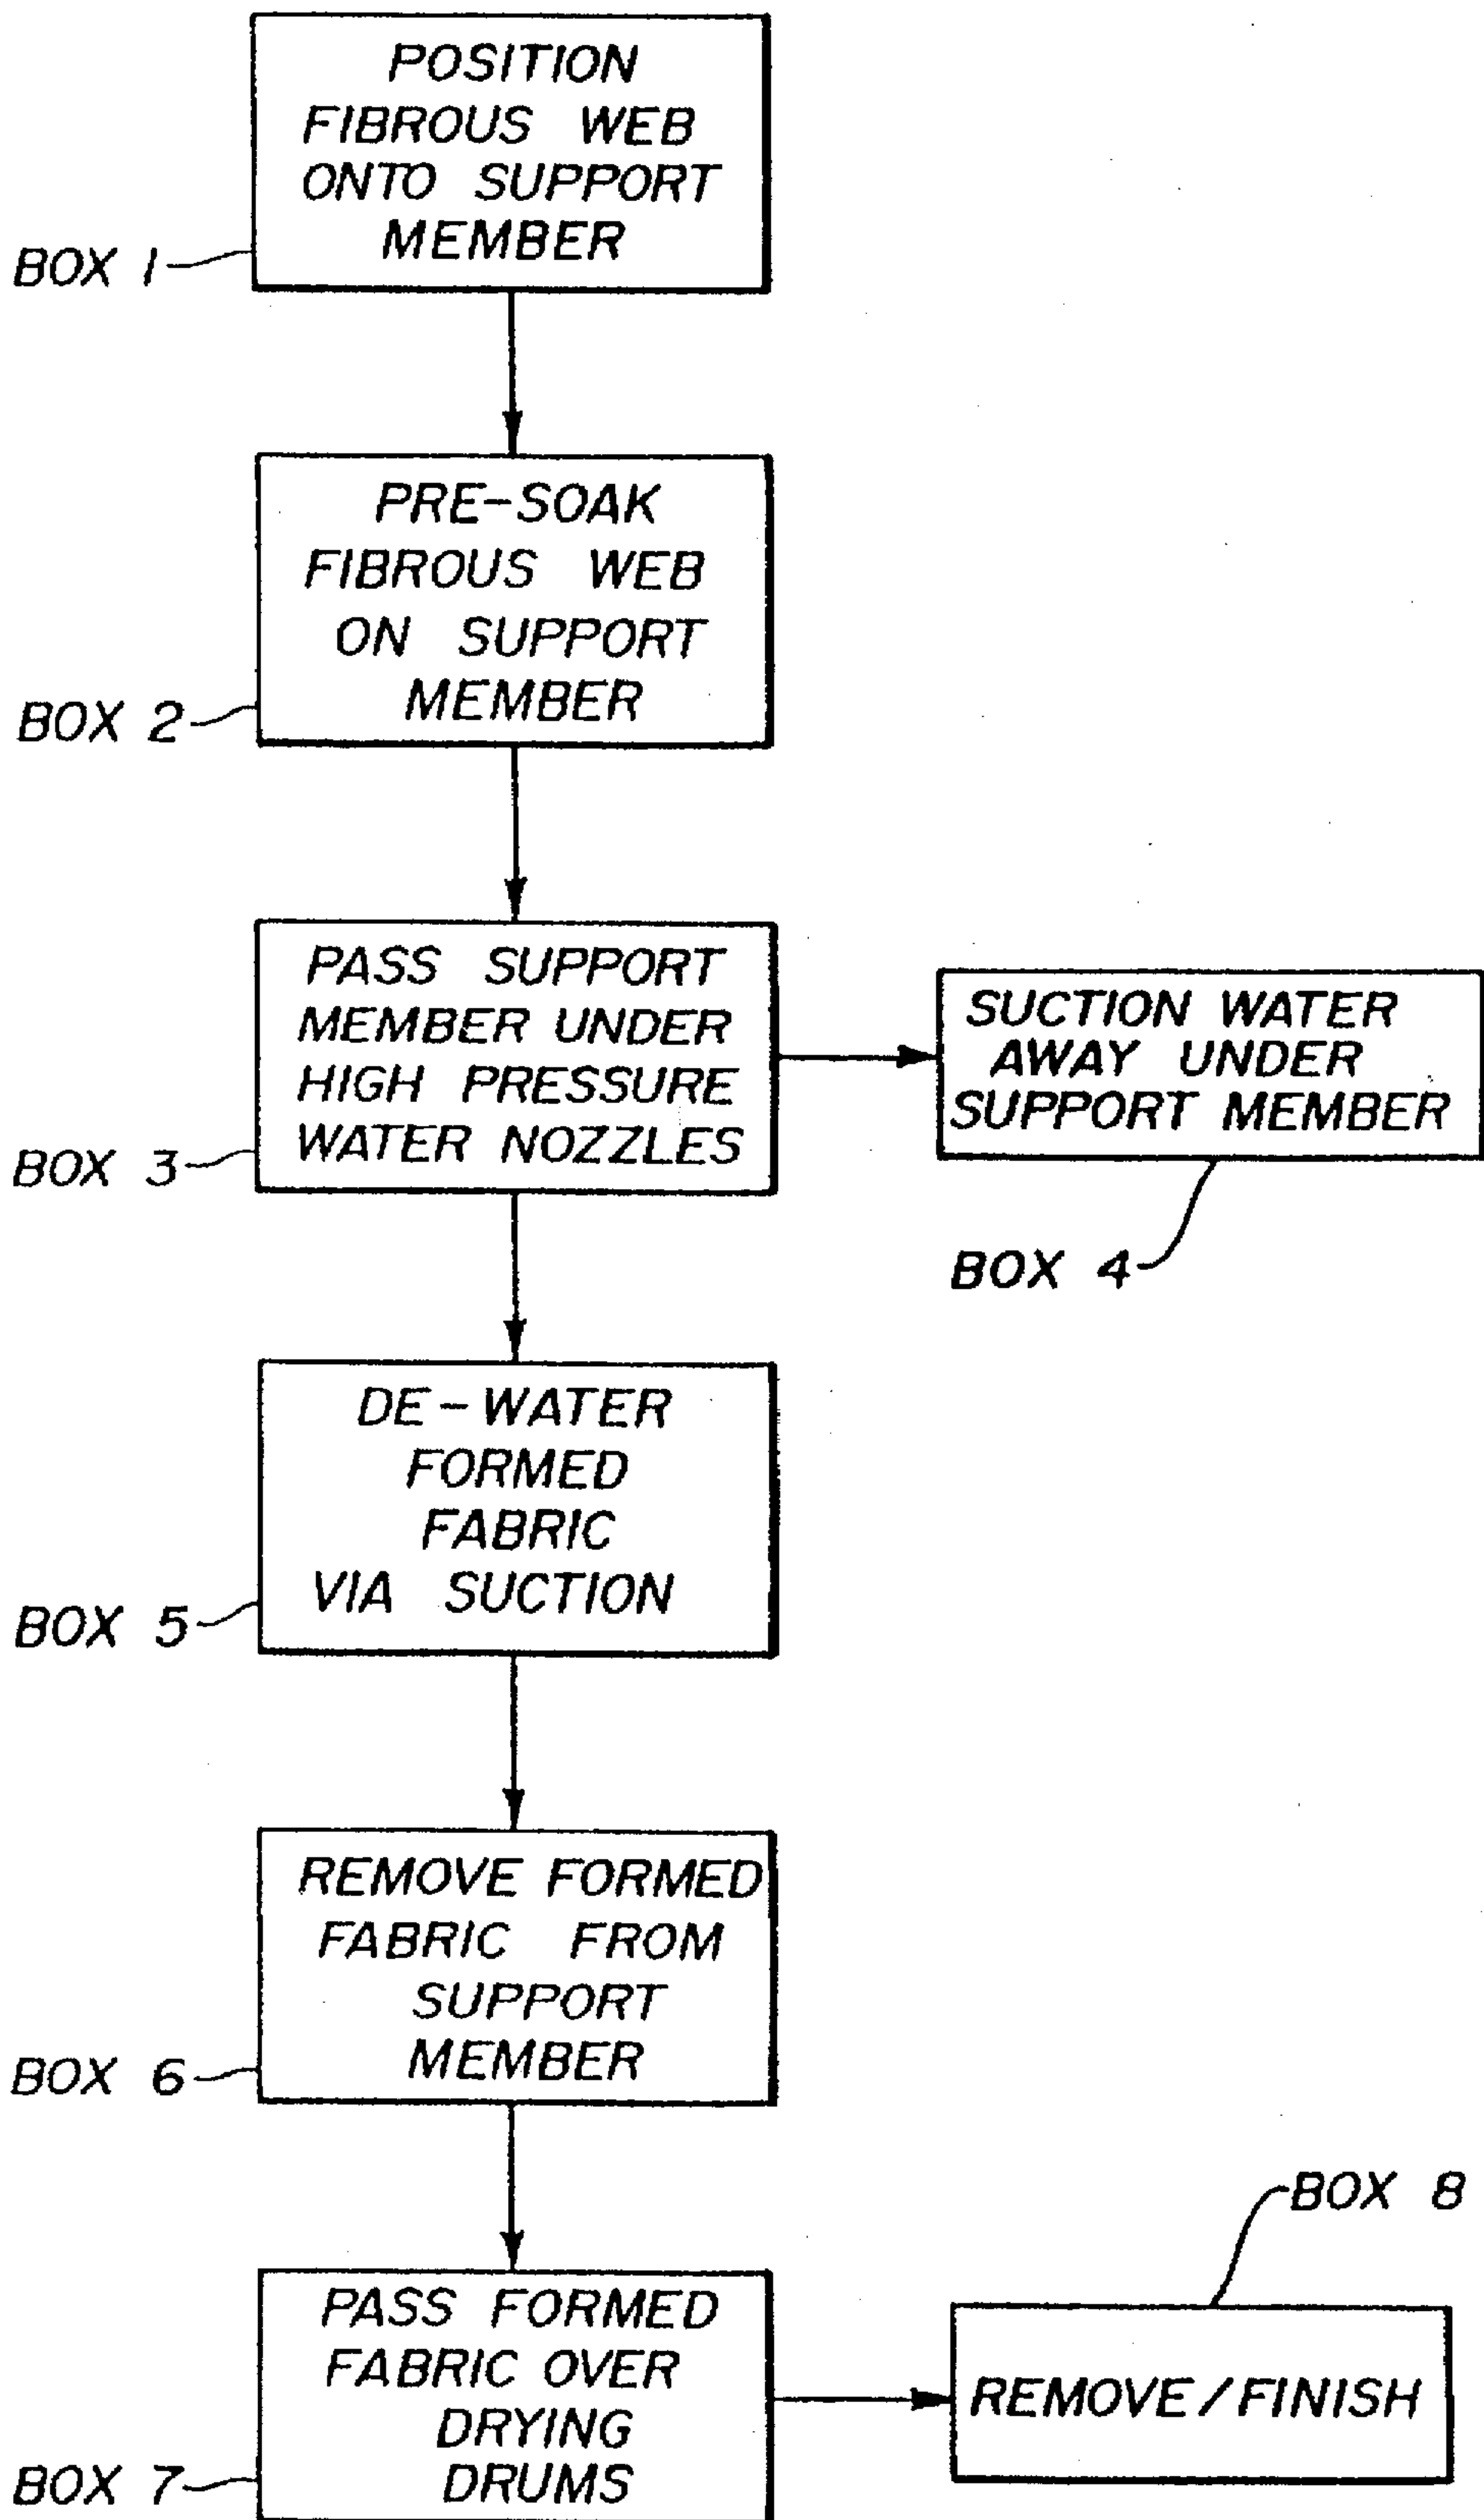 POSITION
FIBROUS WEB
ONTO SUPPORT
MEMBER
BOX 1
PRE-SOAK
FIBROUS WEB
ON SUPPORT
MEMBER
BOX 2
PASS SUPPORT
MEMBER UNDER
HIGH PRESSURE
WATER NOZZLES
BOX 3
SUCTION WATER
AWAY UNDER
SUPPORT MEMBER
BOX 4
DE-WATER
FORMED
FABRIC
VIA SUCTION
BOX 5
REMOVE FORMED
FABRIC FROM
SUPPORT
MEMBER
BOX 6
PASS FORMED
FABRIC OVER
DRYING
DRUMS
BOX 7
BOX 8
REMOVE/FINISH